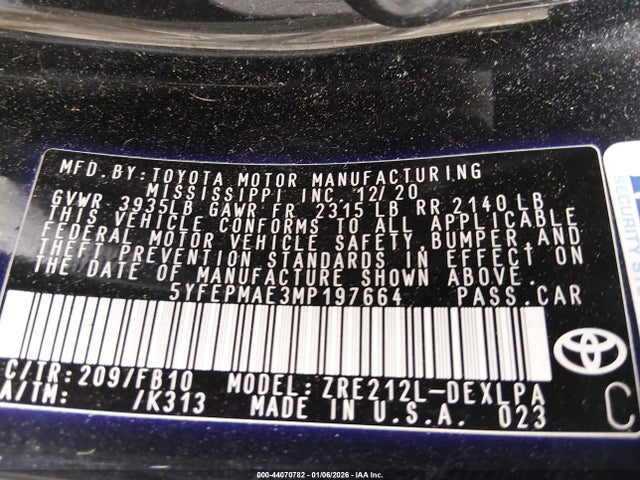 MFD.BY:TOYOTA MOTOR MANUFACTURING
MISSISSIPPI INC. 12/20
GVWR 3935LB GAWR FR 2315LB RR 2140LB
THIS VEHICLE CONFORMS TO ALL APPLICABLE
FEDERAL MOTOR VEHICLE SAFETY,BUMPER,AND
THEFT PREVENTION STANDARDS IN EFFECT ON
THE DATE OF MANUFACTURE SHOWN ABOVE.
5YFEPMAE3MP197664 PASS.CAR
C/TR:209/FB10 MODEL:ZRE212L-DEXLPA
A/TM: /K313 MADE IN U.S.A. 023
C
SECURITY
000-44070782 - 01/06/2026 - IAA Inc.